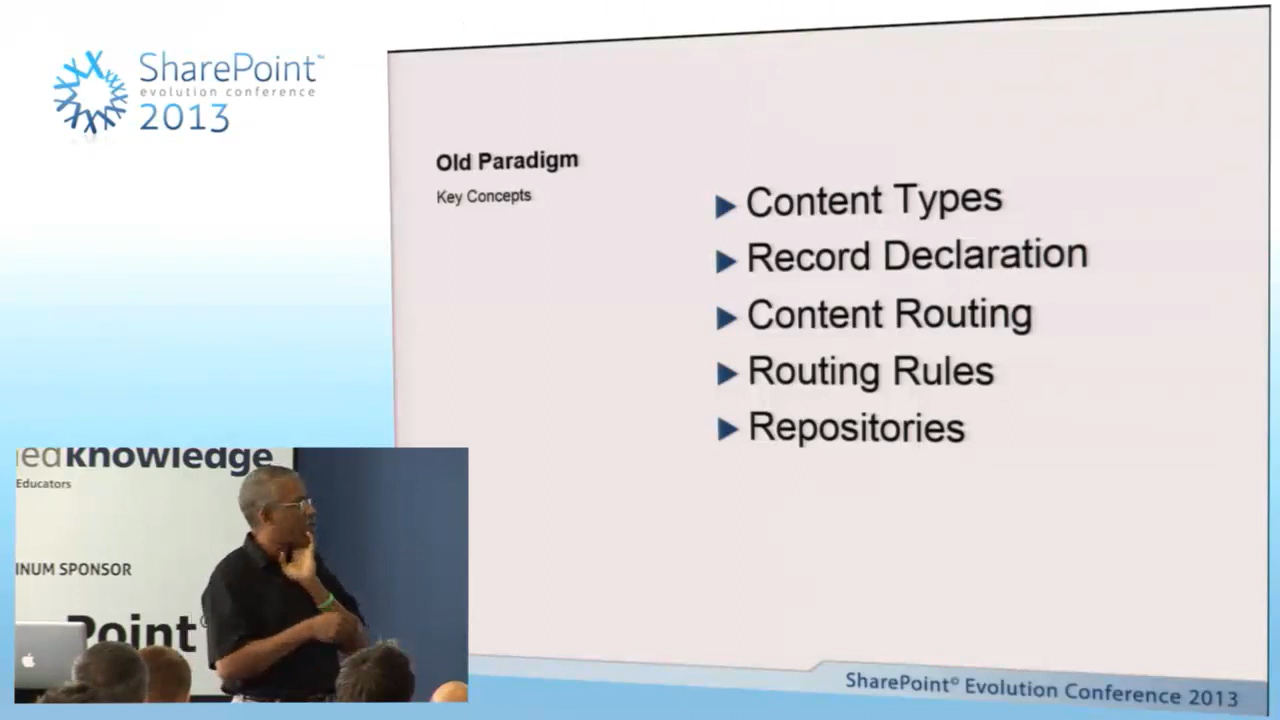 SharePoint™
evolution conference
2013
Old Paradigm
Key Concepts
Content Types
Record Declaration
Content Routing
Routing Rules
Repositories
edknowledge
Educators
INUM SPONSOR
Point
SharePoint© Evolution Conference 2013